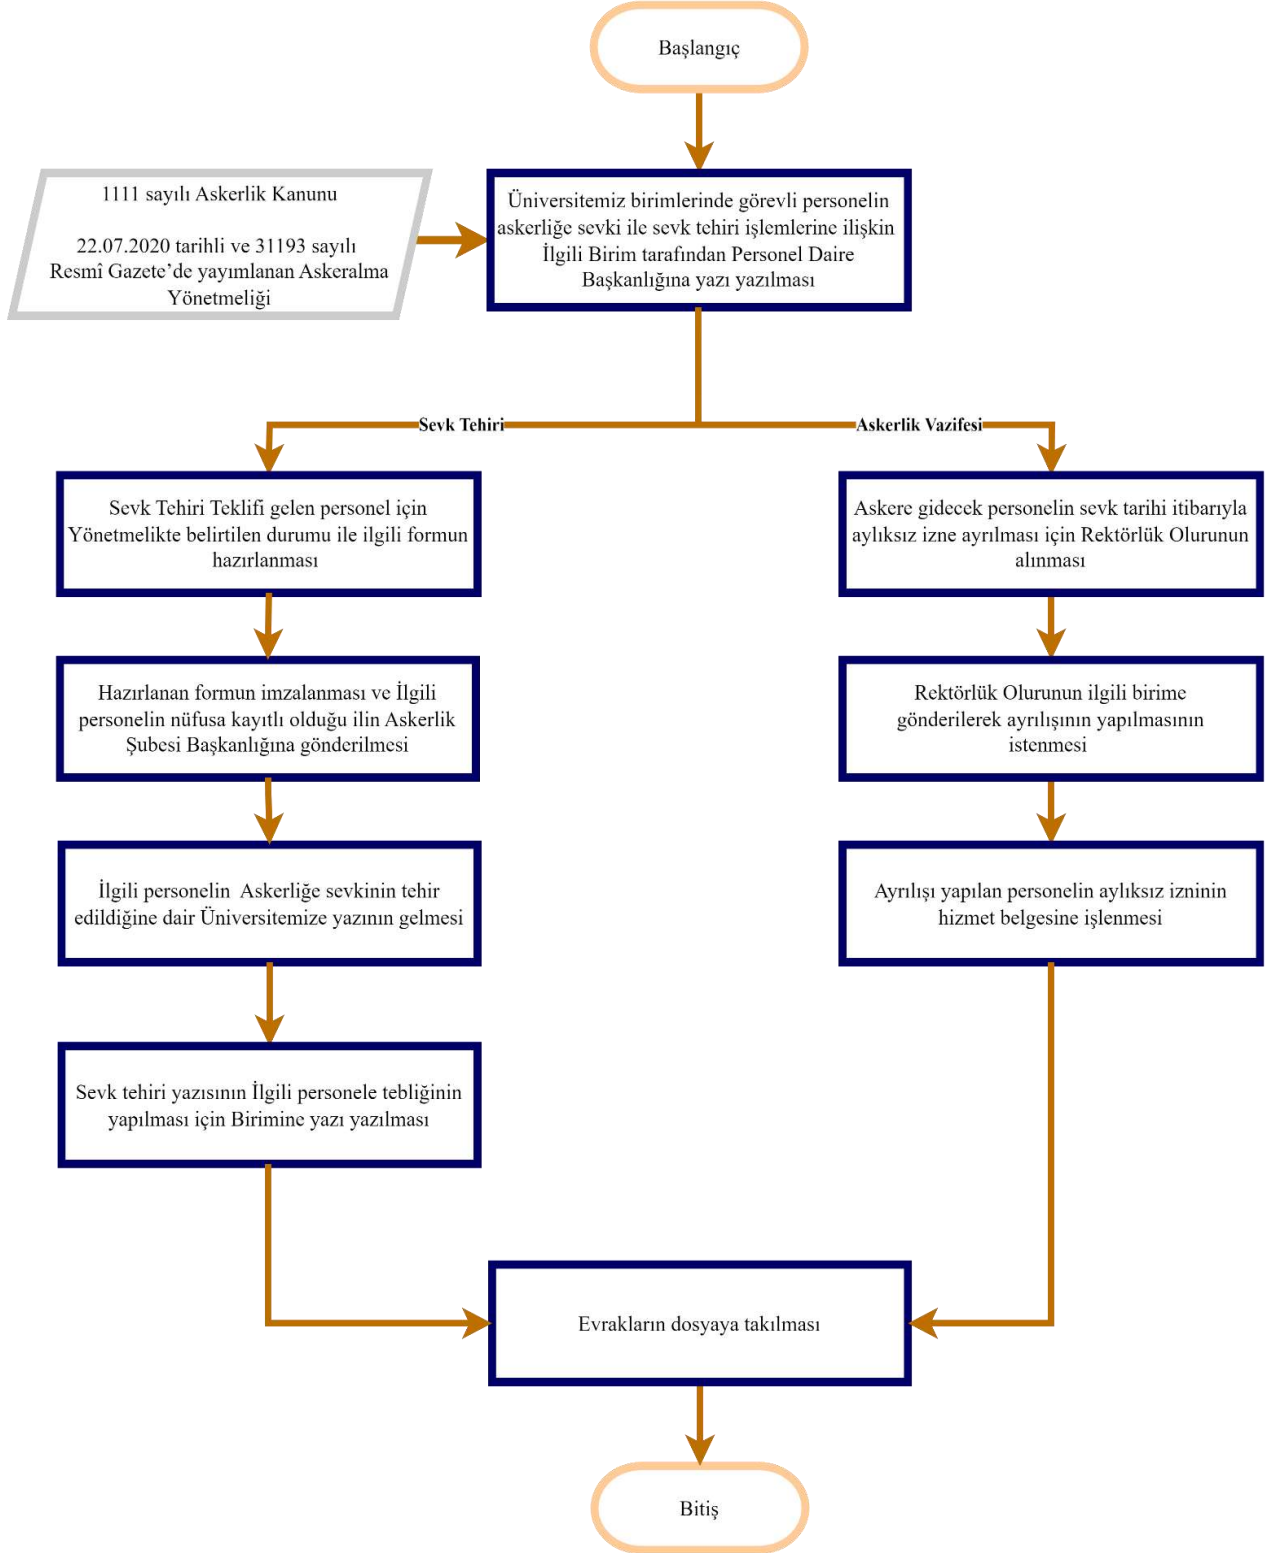 Başlangıç
1111 sayılı Askerlik Kanunu
22.07.2020 tarihli ve 31193 sayılı
Resmî Gazete’de yayımlanan Askeralma
Yönetmeliği
Üniversitemiz birimlerinde görevli personelin
askerliğe sevki ile sevk tehiri işlemlerine ilişkin
İlgili Birim tarafından Personel Daire
Başkanlığına yazı yazılması
Sevk Tehiri
Askerlik Vazifesi
Sevk Tehiri Teklifi gelen personel için
Yönetmelikte belirtilen durumu ile ilgili formun
hazırlanması
Askere gidecek personelin sevk tarihi itibarıyla
aylıksız izne ayrılması için Rektörlük Olurunun
alınması
Hazırlanan formun imzalanması ve İlgili
personelin nüfusa kayıtlı olduğu ilin Askerlik
Şubesi Başkanlığına gönderilmesi
Rektörlük Olurunun ilgili birime
gönderilerek ayrılışının yapılmasının
istenmesi
İlgili personelin Askerliğe sevkinin tehir
edildiğine dair Üniversitemize yazının gelmesi
Ayrılışı yapılan personelin aylıksız izninin
hizmet belgesine işlenmesi
Sevk tehiri yazısının İlgili personele tebliğinin
yapılması için Birimine yazı yazılması
Evrakların dosyaya takılması
Bitiş